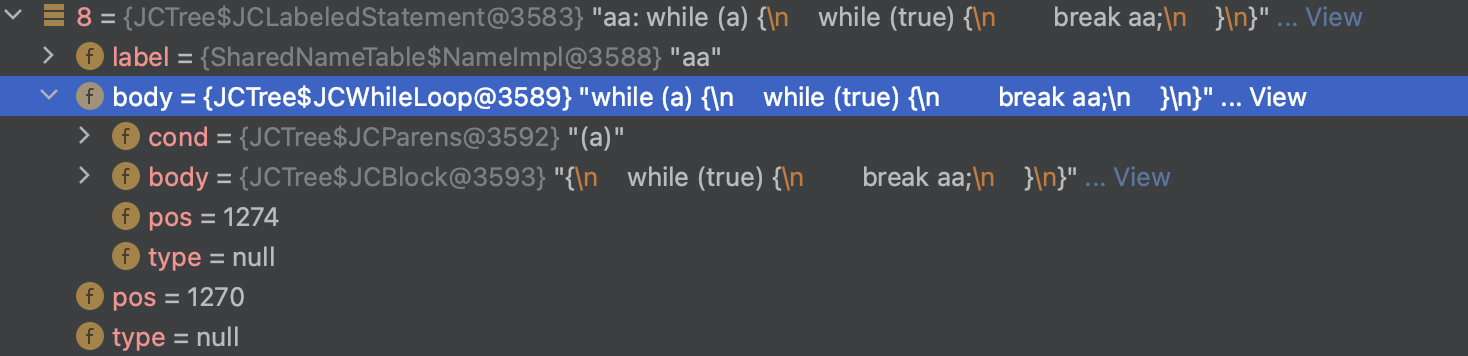 8 = {JCTree$JCLabeledStatement@3583} "aa: while (a) {\n    while (true) {\n        break aa;\n    }\n}" ... View
f label = {SharedNameTable$NameImpl@3588} "aa"
f body = {JCTree$JCWhileLoop@3589} "while (a) {\n    while (true) {\n        break aa;\n    }\n}" ... View
f cond = {JCTree$JCParens@3592} "(a)"
f body = {JCTree$JCBlock@3593} "{\n    while (true) {\n        break aa;\n    }\n}" ... View
f pos = 1274
f type = null
f pos = 1270
f type = null